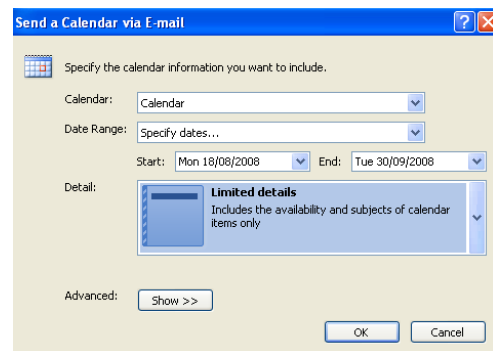 Send a Calendar via E-mail
Specify the calendar information you want to include.
Calendar: Calendar
Date Range: Specify dates...
Start: Mon 18/08/2008 End: Tue 30/09/2008
Detail: Limited details
Includes the availability and subjects of calendar
items only
Advanced: Show >>
OK Cancel